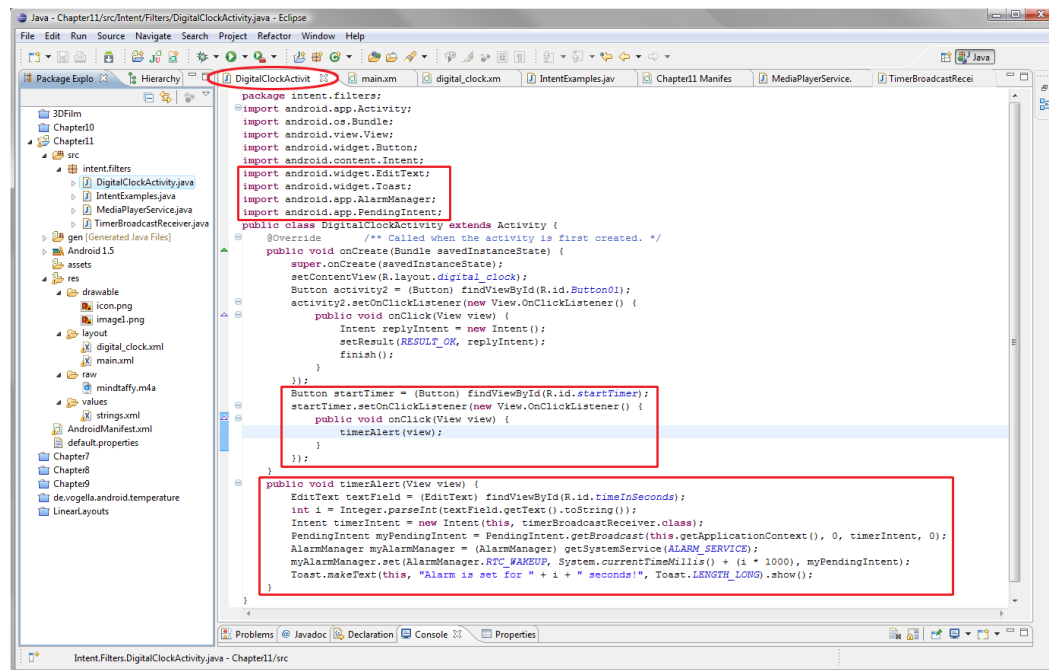 Java - Chapter11/src/Intent/Filters/DigitalClockActivity.java - Eclipse
File Edit Run Source Navigate Search Project Refactor Window Help
Java
Package Explo Hierarchy
DigitalClockActivit main.xm digital_clock.xm IntentExamples.jav Chapter11 Manifes MediaPlayerService. TimerBroadcastRecei
3DFilm
Chapter10
Chapter11
src
intent.filters
DigitalClockActivity.java
IntentExamples.java
MediaPlayerService.java
TimerBroadcastReceiver.java
gen [Generated Java Files]
Android 1.5
assets
res
drawable
icon.png
image1.png
layout
digital_clock.xml
main.xml
raw
mindtaffy.m4a
values
strings.xml
AndroidManifest.xml
default.properties
Chapter7
Chapter8
Chapter9
de.vogella.android.temperature
LinearLayouts
package intent.filters;
import android.app.Activity;
import android.os.Bundle;
import android.view.View;
import android.widget.Button;
import android.content.Intent;
import android.widget.EditText;
import android.widget.Toast;
import android.app.AlarmManager;
import android.app.PendingIntent;
public class DigitalClockActivity extends Activity {
@Override /** Called when the activity is first created. */
public void onCreate(Bundle savedInstanceState) {
super.onCreate(savedInstanceState);
setContentView(R.layout.digital_clock);
Button activity2 = (Button) findViewById(R.id.Button01);
activity2.setOnClickListener(new View.OnClickListener() {
public void onClick(View view) {
Intent replyIntent = new Intent();
setResult(RESULT_OK, replyIntent);
finish();
}
});
Button startTimer = (Button) findViewById(R.id.startTimer);
startTimer.setOnClickListener(new View.OnClickListener() {
public void onClick(View view) {
timerAlert(view);
}
});
}
public void timerAlert(View view) {
EditText textField = (EditText) findViewById(R.id.timeInSeconds);
int i = Integer.parseInt(textField.getText().toString());
Intent timerIntent = new Intent(this, timerBroadcastReceiver.class);
PendingIntent myPendingIntent = PendingIntent.getBroadcast(this.getApplicationContext(), 0, timerIntent, 0);
AlarmManager myAlarmManager = (AlarmManager) getSystemService(ALARM_SERVICE);
myAlarmManager.set(AlarmManager.RTC_WAKEUP, System.currentTimeMillis() + (i * 1000), myPendingIntent);
Toast.makeText(this, "Alarm is set for " + i + " seconds!", Toast.LENGTH_LONG).show();
}
}
Problems Javadoc Declaration Console Properties
Intent.Filters.DigitalClockActivity.java - Chapter11/src